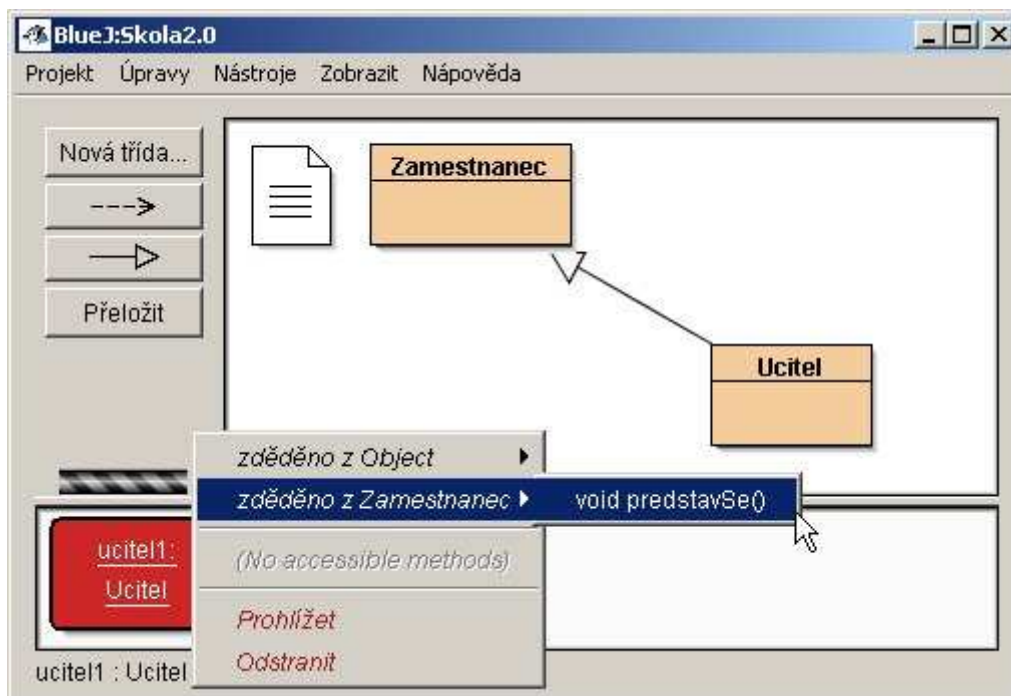 BlueJ:Skola2.0
Projekt Úpravy Nástroje Zobrazit Nápověda
Nová třída...
Přeložit
Zamestnanec
Ucitel
zděděno z Object
zděděno z Zamestnanec
void predstavSe()
(No accessible methods)
Prohlížet
Odstranit
ucitel1:
Ucitel
ucitel1 : Ucitel